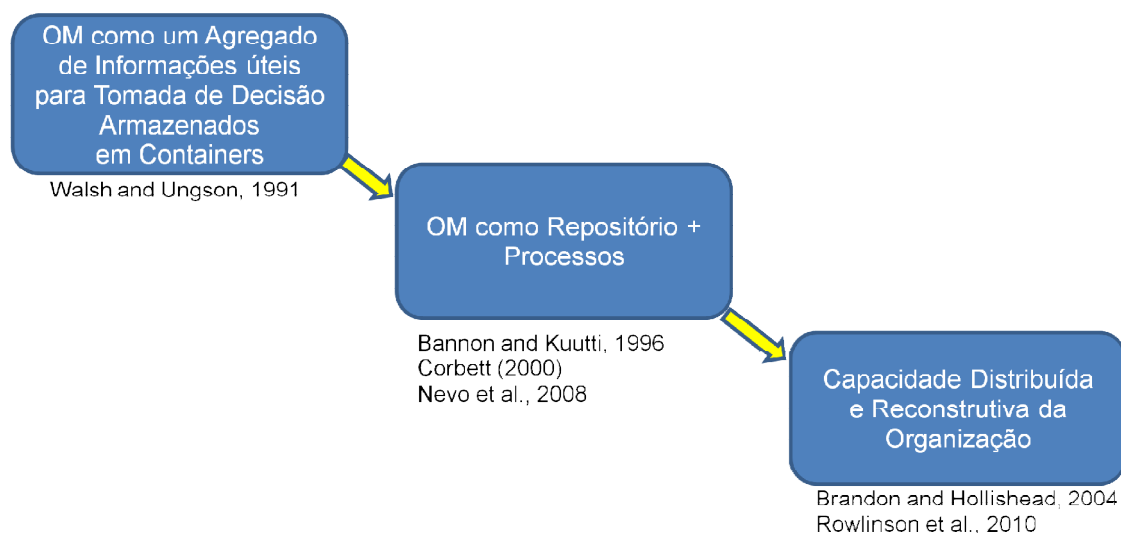 OM como um Agregado
de Informações úteis
para Tomada de Decisão
Armazenados
em Containers
Walsh and Ungson, 1991
OM como Repositório +
Processos
Bannon and Kuutti, 1996
Corbett (2000)
Nevo et al., 2008
Capacidade Distribuída
e Reconstrutiva da
Organização
Brandon and Hollishead, 2004
Rowlinson et al., 2010